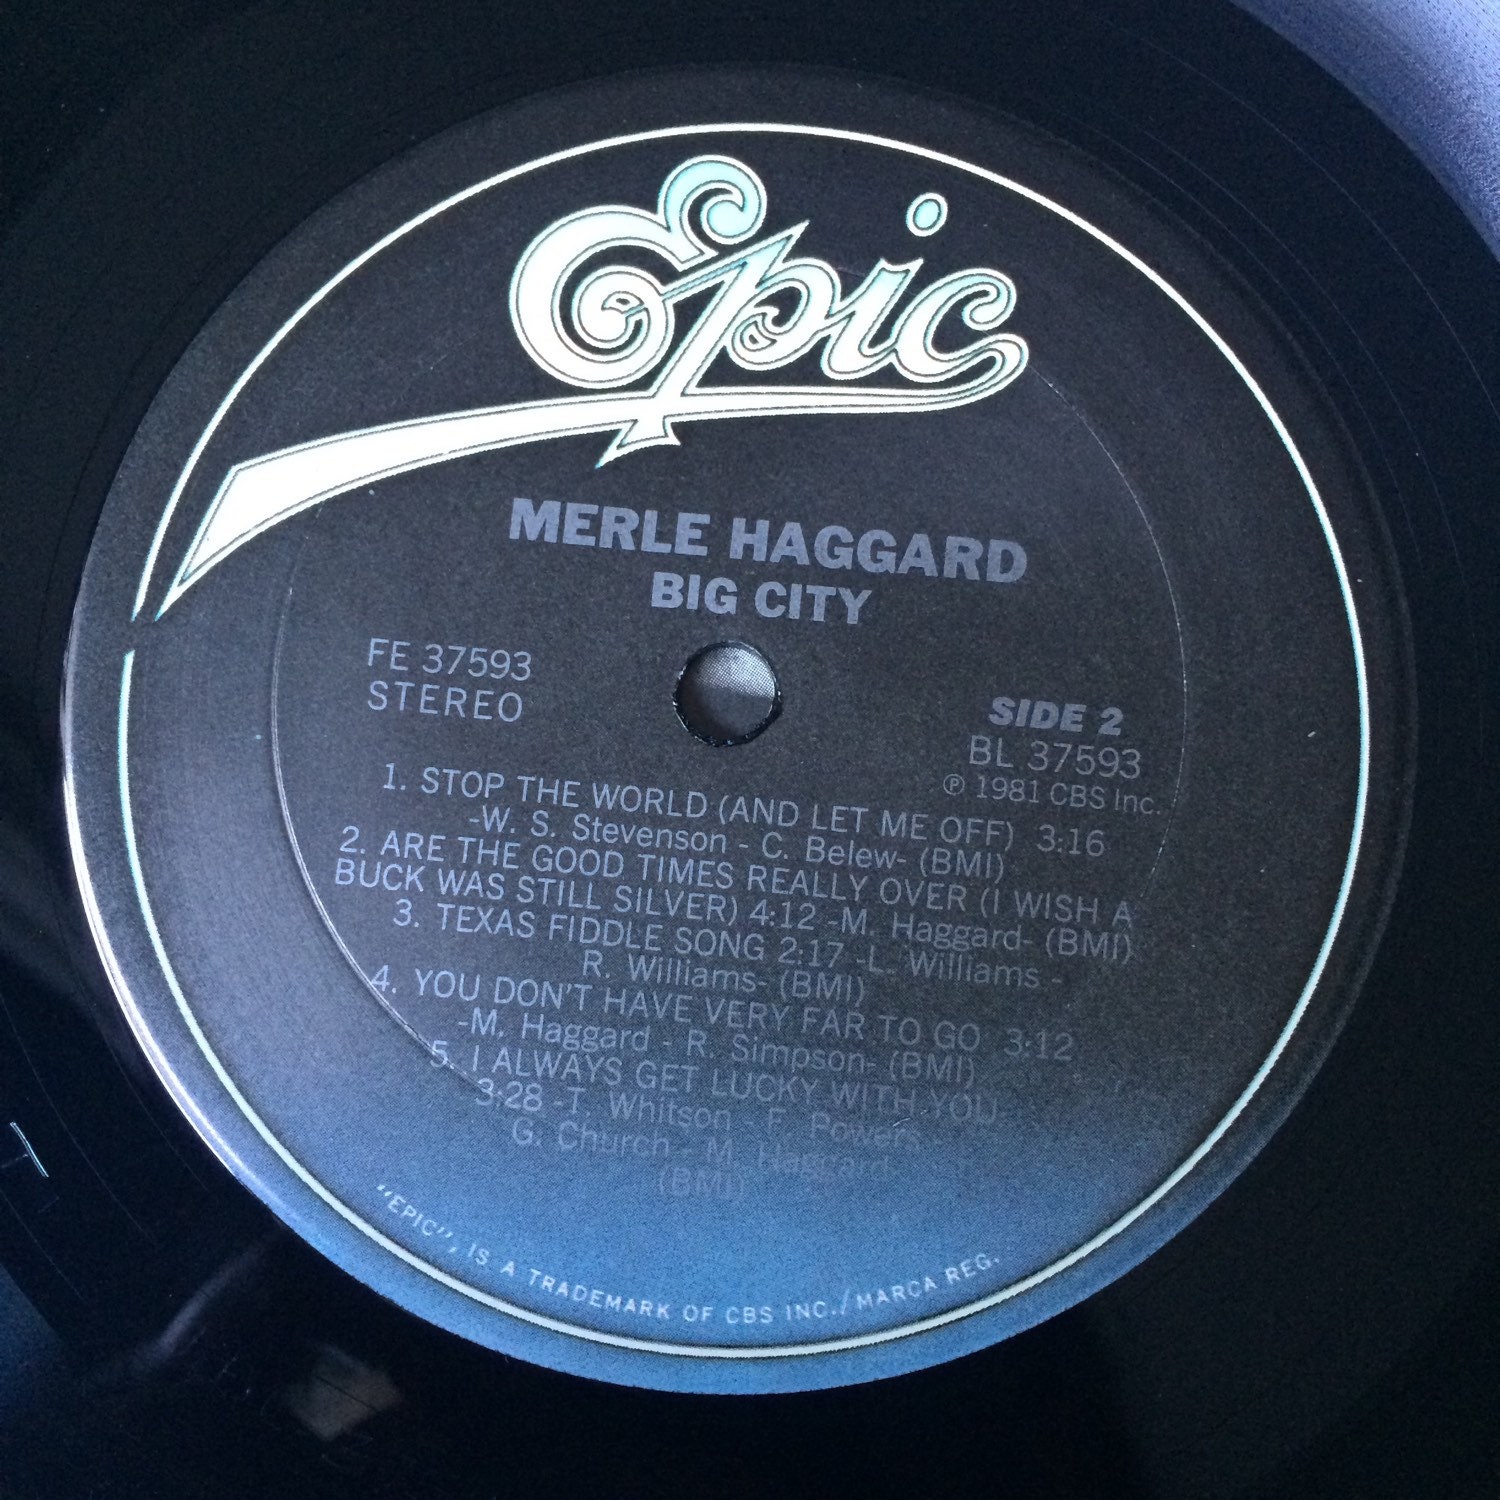 Epic
MERLE HAGGARD
BIG CITY
FE 37593
STEREO
SIDE 2
BL 37593
℗ 1981 CBS Inc.
1. STOP THE WORLD (AND LET ME OFF) 3:16
-W. S. Stevenson - C. Belew- (BMI)
2. ARE THE GOOD TIMES REALLY OVER (I WISH A
BUCK WAS STILL SILVER) 4:12 -M. Haggard- (BMI)
3. TEXAS FIDDLE SONG 2:17 -L. Williams -
R. Williams- (BMI)
4. YOU DON'T HAVE VERY FAR TO GO 3:12
-M. Haggard - R. Simpson- (BMI)
5. I ALWAYS GET LUCKY WITH YOU
3:28 -T. Whitson - F. Powers -
G. Church - M. Haggard-
(BMI)
"EPIC", IS A TRADEMARK OF CBS INC./MARCA REG.